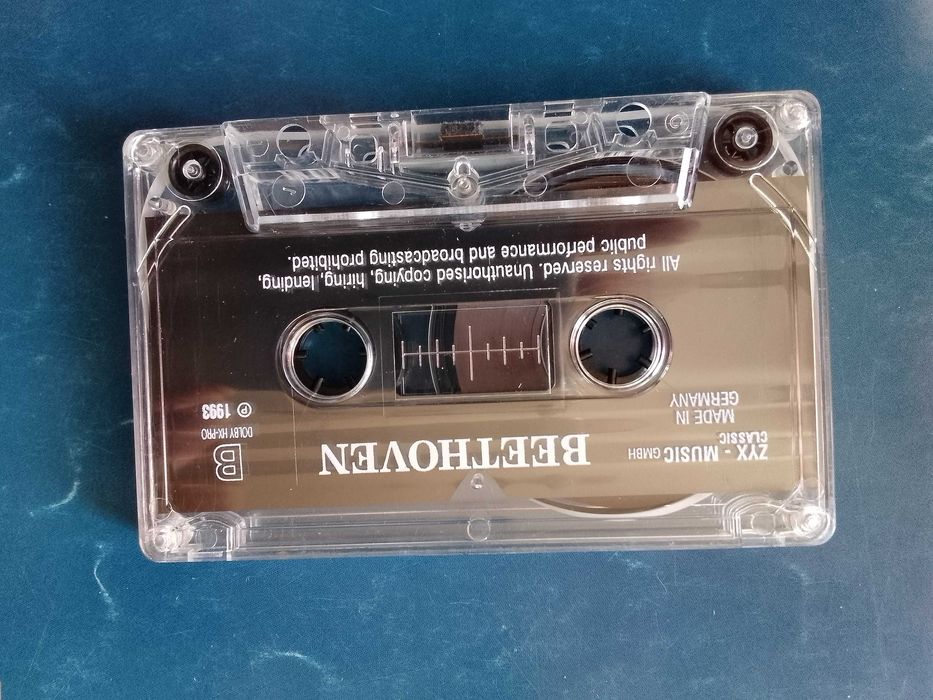 ZYX - MUSIC GMBH
CLASSIC
BEETHOVEN
B
DOLBY HX-PRO
MADE IN
GERMANY
℗ 1993
All rights reserved. Unauthorised copying, hiring, lending,
public performance and broadcasting prohibited.